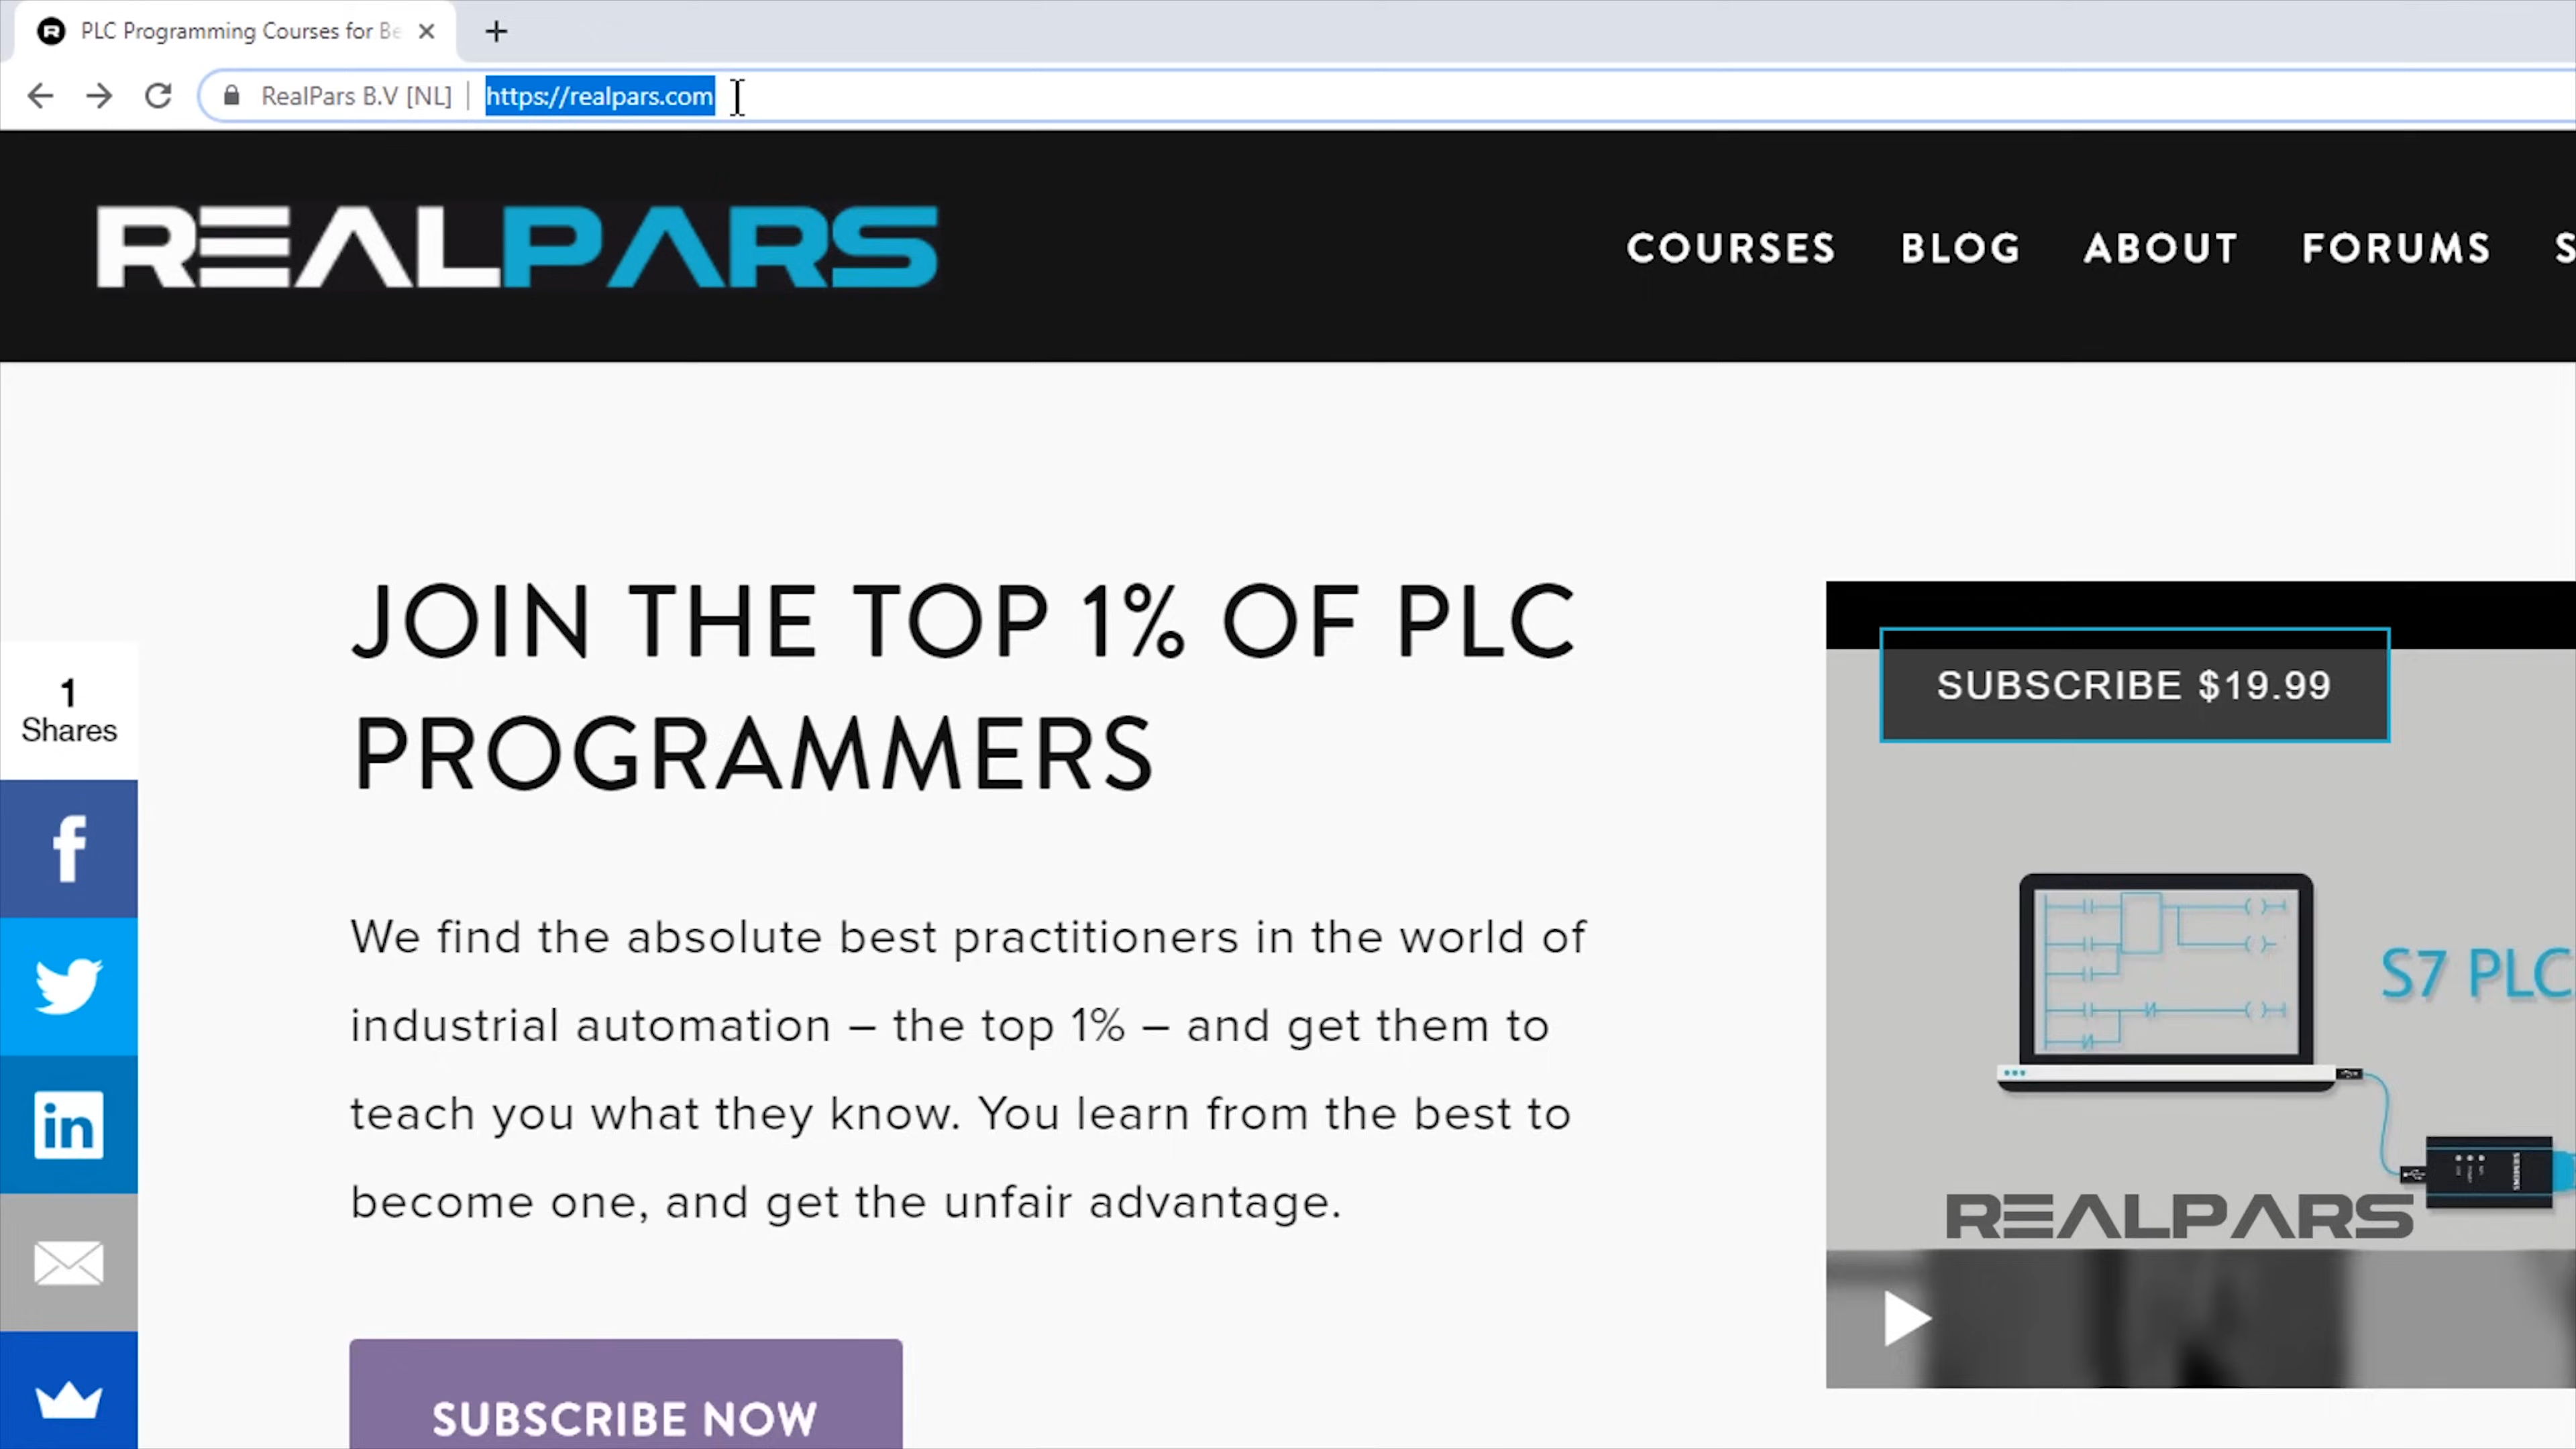 PLC Programming Courses for Be
RealPars B.V [NL] | https://realpars.com
REALPARS
COURSES BLOG ABOUT FORUMS S
JOIN THE TOP 1% OF PLC
PROGRAMMERS
1
Shares
SUBSCRIBE $19.99
We find the absolute best practitioners in the world of
industrial automation – the top 1% – and get them to
teach you what they know. You learn from the best to
become one, and get the unfair advantage.
S7 PLC
SIEMENS
REALPARS
SUBSCRIBE NOW